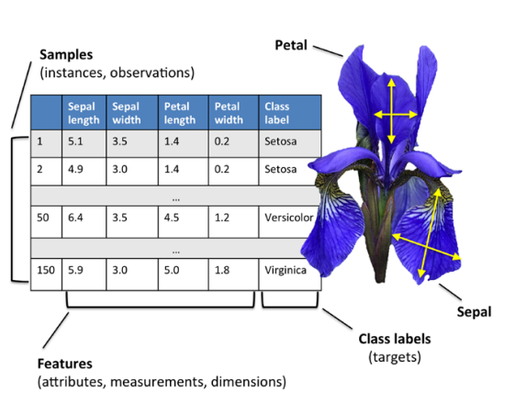 Samples
(instances, observations)
Petal
Sepal length Sepal width Petal length Petal width Class label
1 5.1 3.5 1.4 0.2 Setosa
2 4.9 3.0 1.4 0.2 Setosa
...
50 6.4 3.5 4.5 1.2 Versicolor
...
150 5.9 3.0 5.0 1.8 Virginica
Sepal
Class labels
(targets)
Features
(attributes, measurements, dimensions)